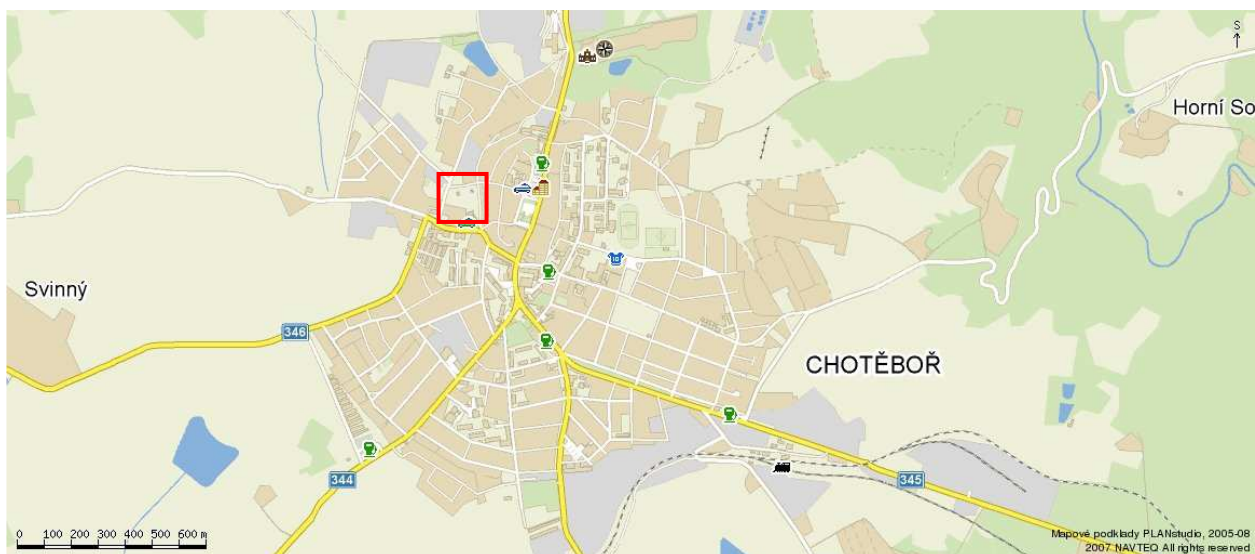 S
Horní So
Svinný
346
CHOTĚBOŘ
344
345
0 100 200 300 400 500 600 m
Mapové podklady PLANstudio, 2005-08
2007 NAVTEQ All rights reserved